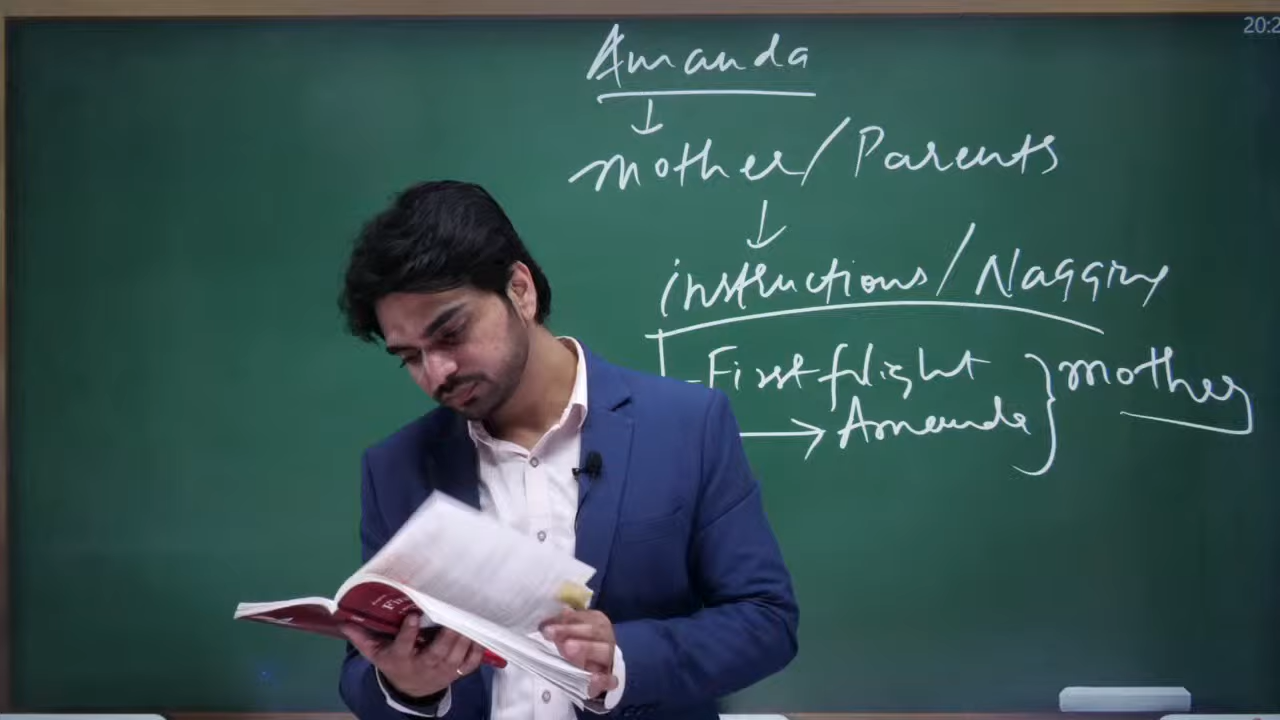 20:2
Amanda
↓
Mother/Parents
↓
instructions/Nagging
- First flight } Mother
→ Amanda